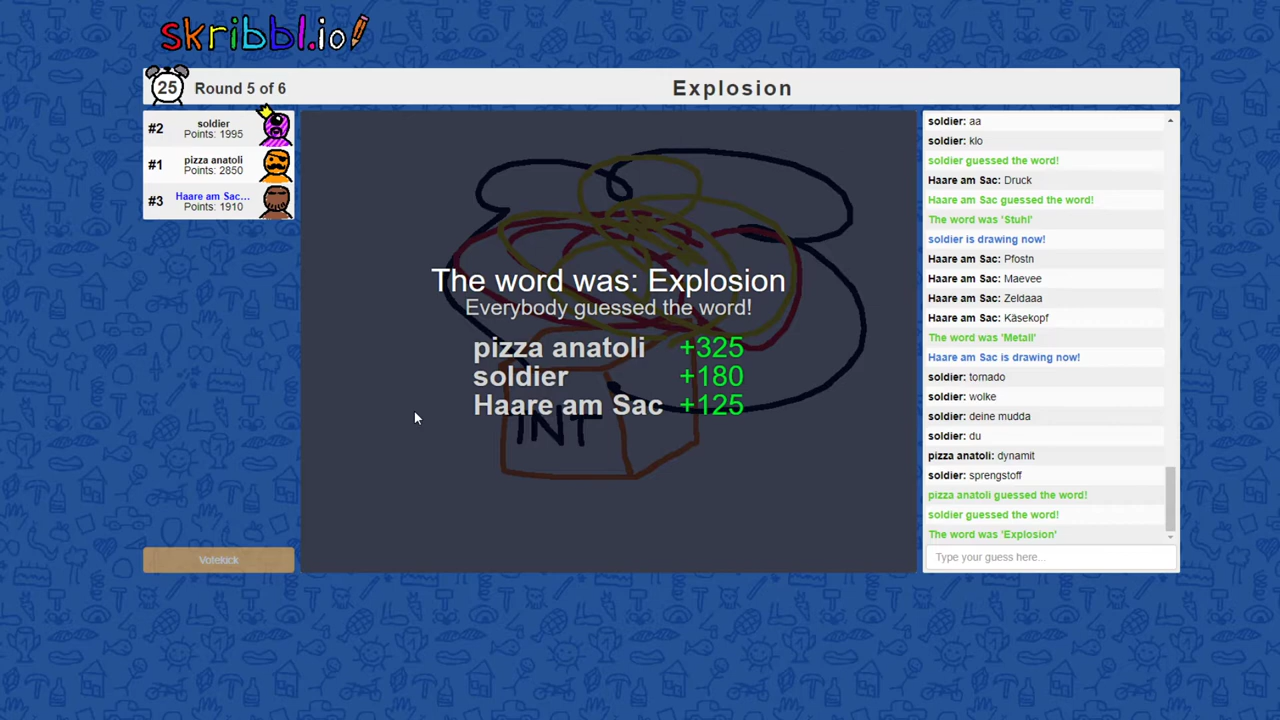 skribbl.io
25
Round 5 of 6
Explosion
#2
soldier
Points: 1995
#1
pizza anatoli
Points: 2850
#3
Haare am Sac...
Points: 1910
Votekick
INT
The word was: Explosion
Everybody guessed the word!
pizza anatoli +325
soldier +180
Haare am Sac +125
soldier: aa
soldier: klo
soldier guessed the word!
Haare am Sac: Druck
Haare am Sac guessed the word!
The word was 'Stuhl'
soldier is drawing now!
Haare am Sac: Pfostn
Haare am Sac: Maevee
Haare am Sac: Zeldaaa
Haare am Sac: Käsekopf
The word was 'Metall'
Haare am Sac is drawing now!
soldier: tornado
soldier: wolke
soldier: deine mudda
soldier: du
pizza anatoli: dynamit
soldier: sprengstoff
pizza anatoli guessed the word!
soldier guessed the word!
The word was 'Explosion'
Type your guess here...